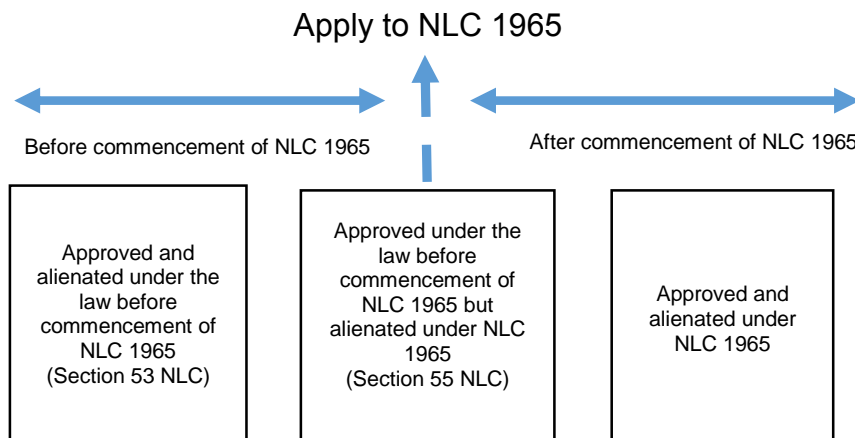 Apply to NLC 1965
Before commencement of NLC 1965
After commencement of NLC 1965
Approved and
alienated under the
law before
commencement of
NLC 1965
(Section 53 NLC)
Approved under the
law before
commencement of
NLC 1965 but
alienated under NLC
1965
(Section 55 NLC)
Approved and
alienated under
NLC 1965